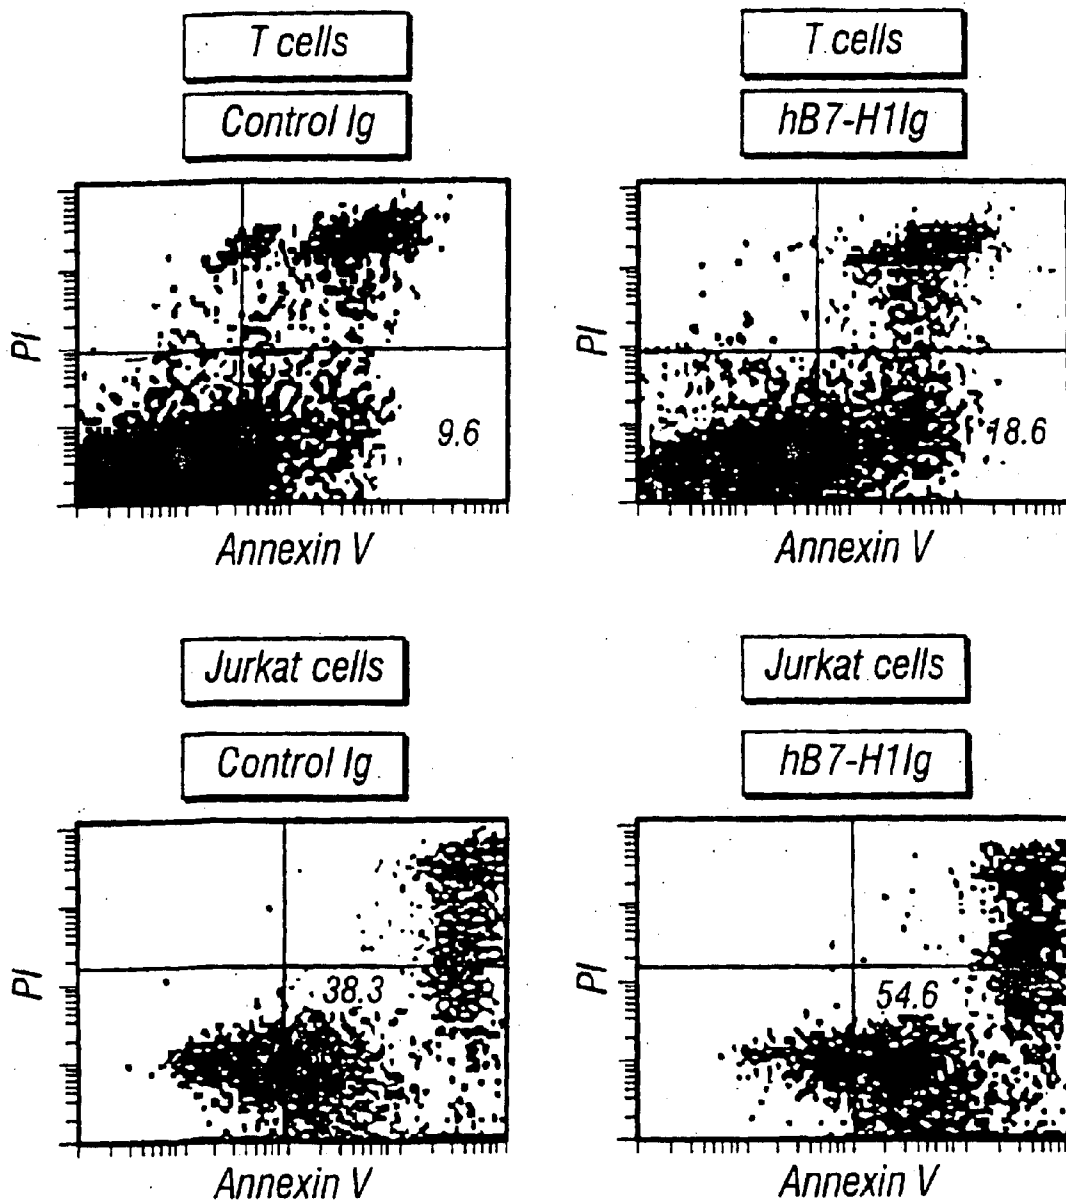 T cells
Control Ig
PI
9.6
Annexin V
T cells
hB7-H1Ig
PI
18.6
Annexin V
Jurkat cells
Control Ig
PI
38.3
Annexin V
Jurkat cells
hB7-H1Ig
PI
54.6
Annexin V